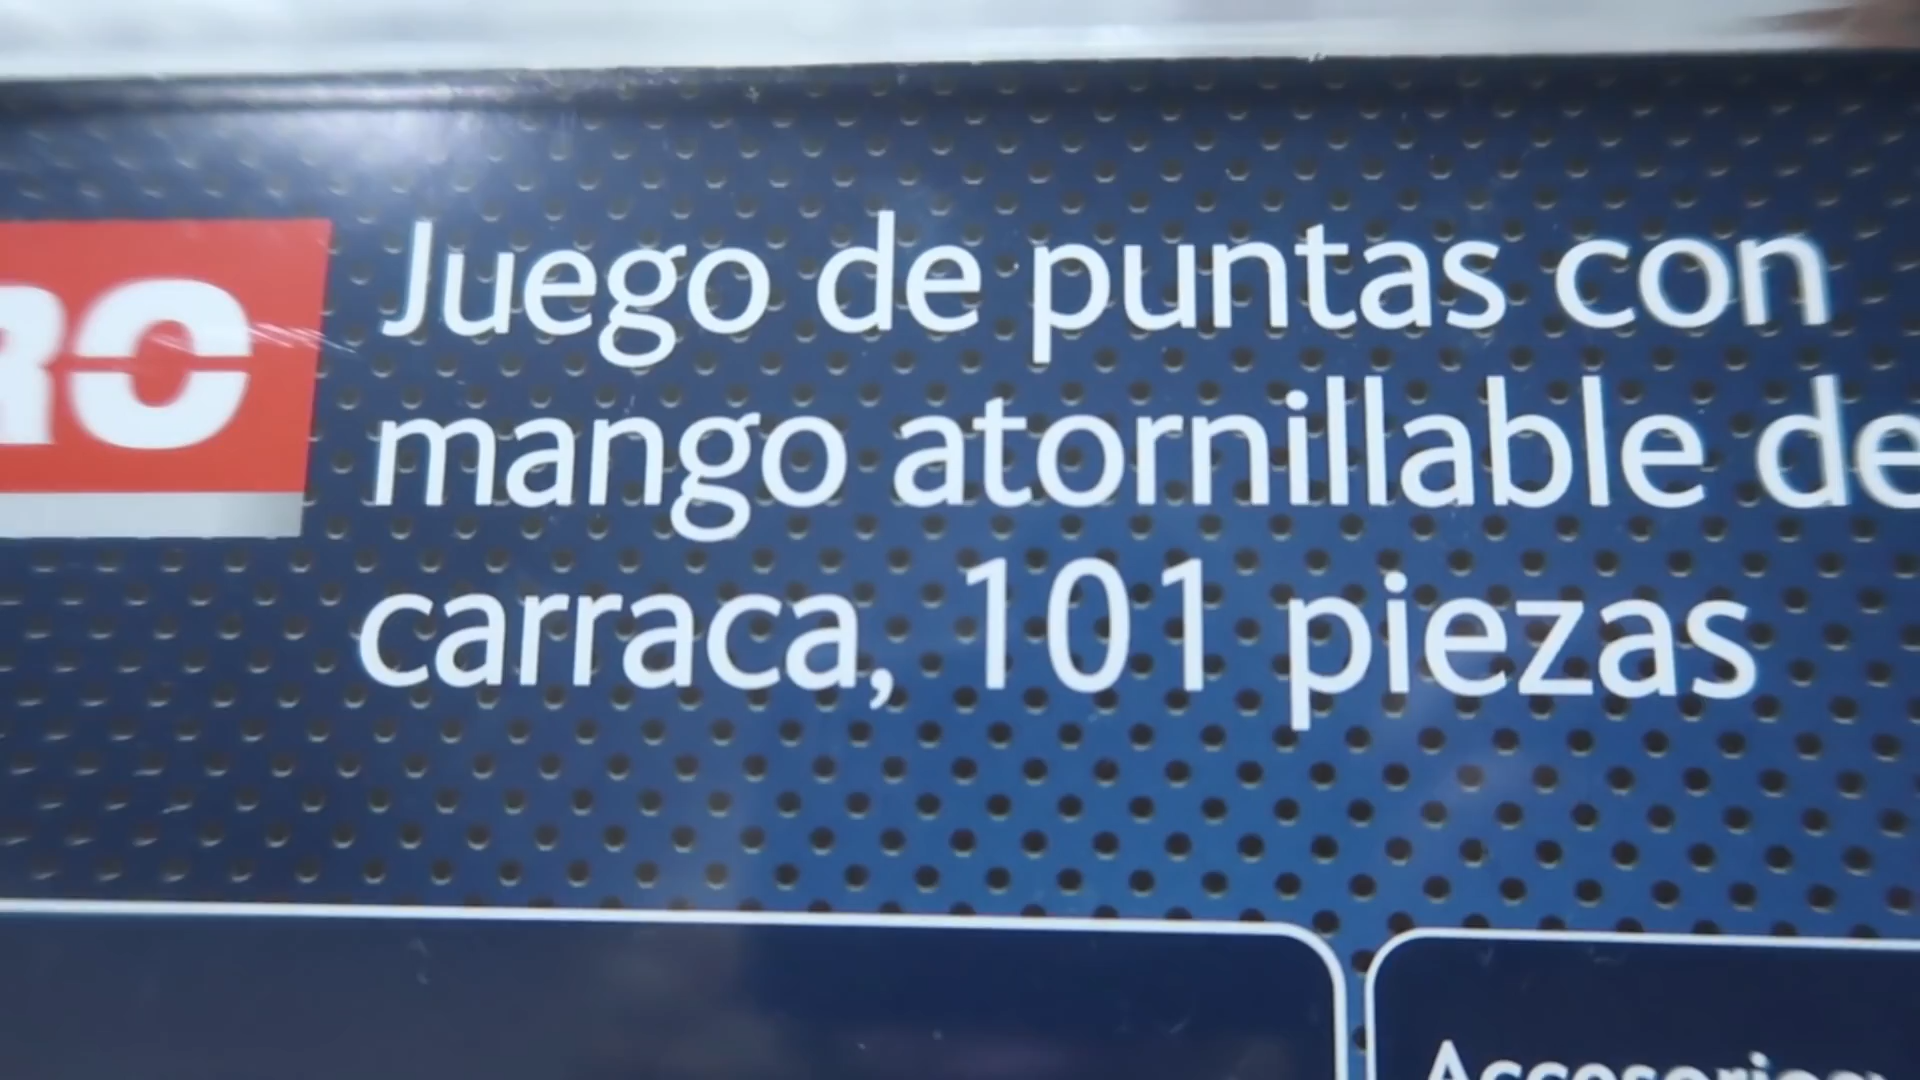 Juego de puntas con
mango atornillable de
carraca, 101 piezas